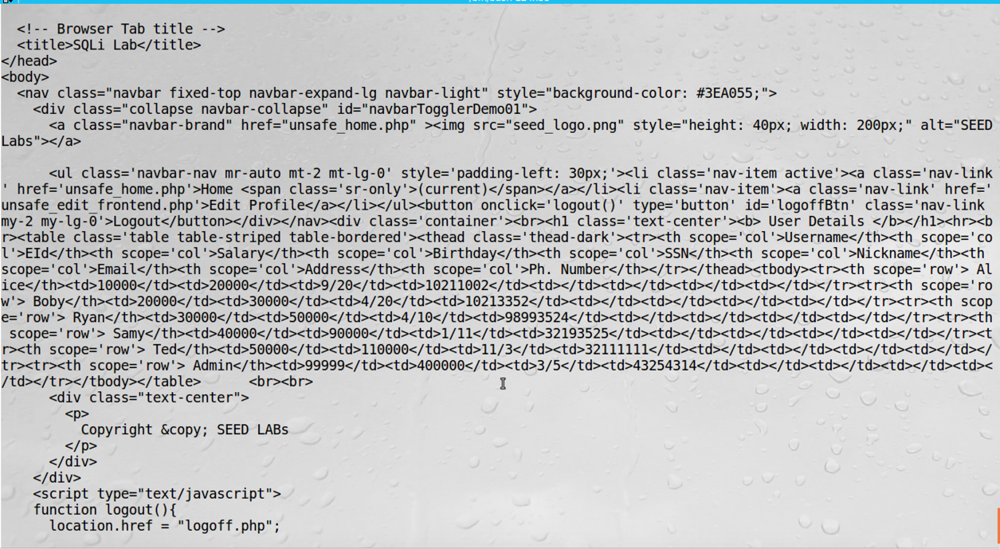 <!-- Browser Tab title -->
  <title>SQLi Lab</title>
</head>
<body>
  <nav class="navbar fixed-top navbar-expand-lg navbar-light" style="background-color: #3EA055;">
    <div class="collapse navbar-collapse" id="navbarTogglerDemo01">
      <a class="navbar-brand" href="unsafe_home.php" ><img src="seed_logo.png" style="height: 40px; width: 200px;" alt="SEED
Labs"></a>
      <ul class='navbar-nav mr-auto mt-2 mt-lg-0' style='padding-left: 30px;'><li class='nav-item active'><a class='nav-link
' href='unsafe_home.php'>Home <span class='sr-only'>(current)</span></a></li><li class='nav-item'><a class='nav-link' href='
unsafe_edit_frontend.php'>Edit Profile</a></li></ul><button onclick='logout()' type='button' id='logoffBtn' class='nav-link
my-2 my-lg-0'>Logout</button></div></nav><div class='container'><br><h1 class='text-center'><b> User Details </b></h1><hr><b
r><table class='table table-striped table-bordered'><thead class='thead-dark'><tr><th scope='col'>Username</th><th scope='co
l'>EId</th><th scope='col'>Salary</th><th scope='col'>Birthday</th><th scope='col'>SSN</th><th scope='col'>Nickname</th><th
scope='col'>Email</th><th scope='col'>Address</th><th scope='col'>Ph. Number</th></tr></thead><tbody><tr><th scope='row'> Al
ice</th><td>10000</td><td>20000</td><td>9/20</td><td>10211002</td><td></td><td></td><td></td><td></td></tr><tr><th scope='ro
w'> Boby</th><td>20000</td><td>30000</td><td>4/20</td><td>10213352</td><td></td><td></td><td></td><td></td></tr><tr><th scop
e='row'> Ryan</th><td>30000</td><td>50000</td><td>4/10</td><td>98993524</td><td></td><td></td><td></td><td></td></tr><tr><th
 scope='row'> Samy</th><td>40000</td><td>90000</td><td>1/11</td><td>32193525</td><td></td><td></td><td></td><td></td></tr><t
r><th scope='row'> Ted</th><td>50000</td><td>110000</td><td>11/3</td><td>32111111</td><td></td><td></td><td></td><td></td></
tr><tr><th scope='row'> Admin</th><td>99999</td><td>400000</td><td>3/5</td><td>43254314</td><td></td><td></td><td></td><td><
/td></tr></tbody></table>      <br><br>
      <div class="text-center">
        <p>
          Copyright &copy; SEED LABs
        </p>
      </div>
    </div>
    <script type="text/javascript">
    function logout(){
      location.href = "logoff.php";